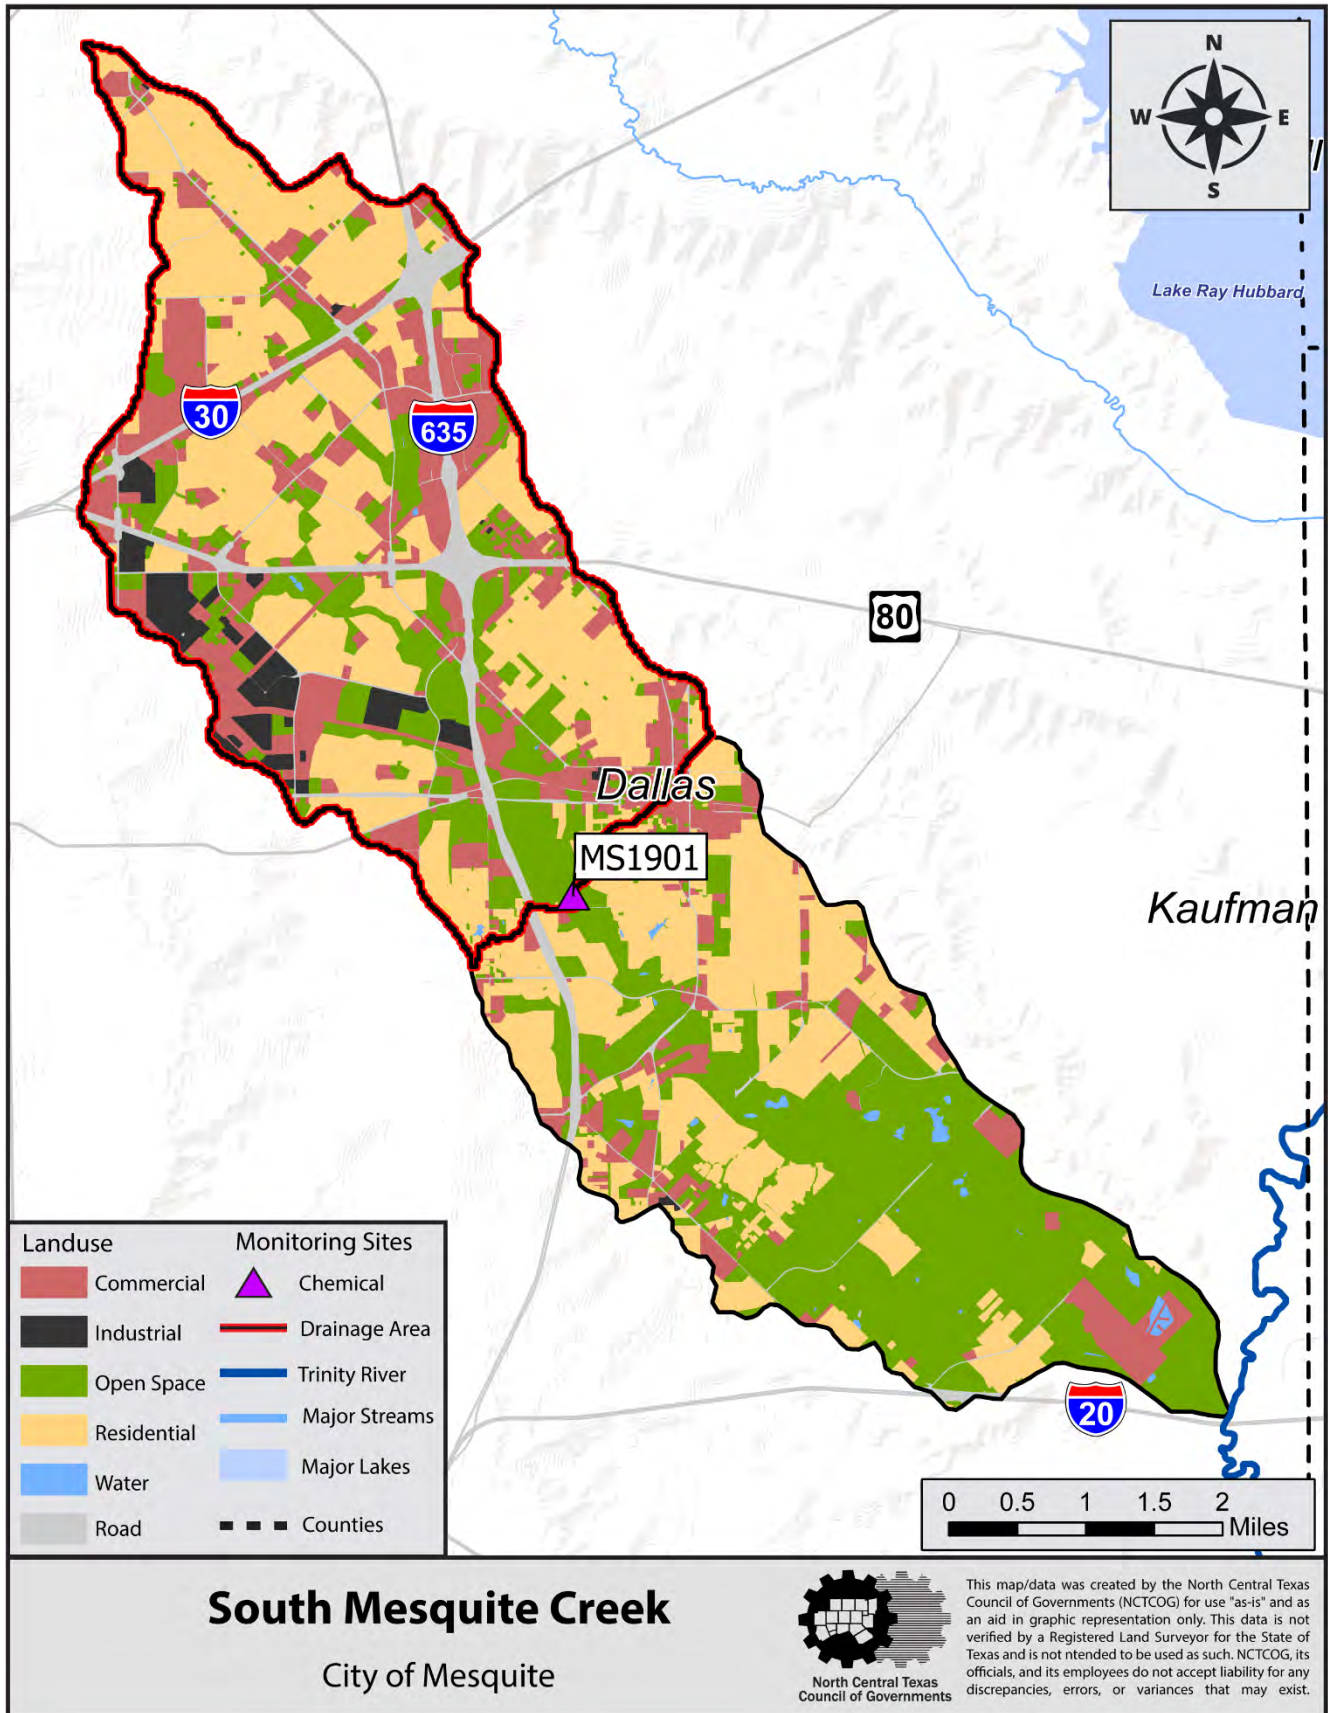 N
W E
S
Lake Ray Hubbard
30
635
80
Dallas
MS1901
Kaufman
20
Landuse
Commercial
Industrial
Open Space
Residential
Water
Road
Monitoring Sites
Chemical
Drainage Area
Trinity River
Major Streams
Major Lakes
Counties
0 0.5 1 1.5 2
Miles
South Mesquite Creek
City of Mesquite
North Central Texas
Council of Governments
This map/data was created by the North Central Texas
Council of Governments (NCTCOG) for use "as-is" and as
an aid in graphic representation only. This data is not
verified by a Registered Land Surveyor for the State of
Texas and is not ntended to be used as such. NCTCOG, its
officials, and its employees do not accept liability for any
discrepancies, errors, or variances that may exist.